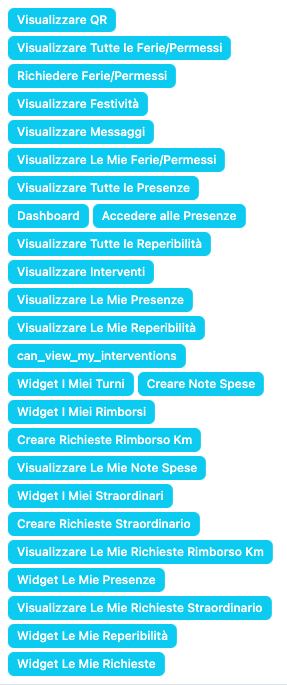 Visualizzare QR
Visualizzare Tutte le Ferie/Permessi
Richiedere Ferie/Permessi
Visualizzare Festività
Visualizzare Messaggi
Visualizzare Le Mie Ferie/Permessi
Visualizzare Tutte le Presenze
Dashboard Accedere alle Presenze
Visualizzare Tutte le Reperibilità
Visualizzare Interventi
Visualizzare Le Mie Presenze
Visualizzare Le Mie Reperibilità
can_view_my_interventions
Widget I Miei Turni Creare Note Spese
Widget I Miei Rimborsi
Creare Richieste Rimborso Km
Visualizzare Le Mie Note Spese
Widget I Miei Straordinari
Creare Richieste Straordinario
Visualizzare Le Mie Richieste Rimborso Km
Widget Le Mie Presenze
Visualizzare Le Mie Richieste Straordinario
Widget Le Mie Reperibilità
Widget Le Mie Richieste